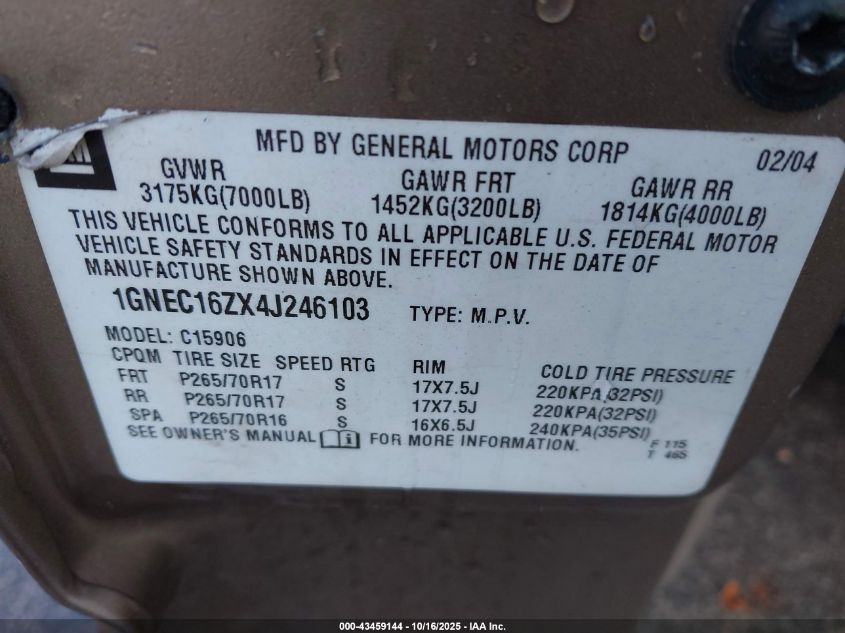 MFD BY GENERAL MOTORS CORP 02/04
GM
GVWR GAWR FRT GAWR RR
3175KG(7000LB) 1452KG(3200LB) 1814KG(4000LB)
THIS VEHICLE CONFORMS TO ALL APPLICABLE U.S. FEDERAL MOTOR
VEHICLE SAFETY STANDARDS IN EFFECT ON THE DATE OF
MANUFACTURE SHOWN ABOVE.
1GNEC16ZX4J246103 TYPE: M.P.V.
MODEL: C15906
CPQM TIRE SIZE SPEED RTG RIM COLD TIRE PRESSURE
FRT P265/70R17 S 17X7.5J 220KPA(32PSI)
RR P265/70R17 S 17X7.5J 220KPA(32PSI)
SPA P265/70R16 S 16X6.5J 240KPA(35PSI)
SEE OWNER'S MANUAL i FOR MORE INFORMATION.
F 115
T 465
000-43459144 | 10/16/2025 - IAA Inc.